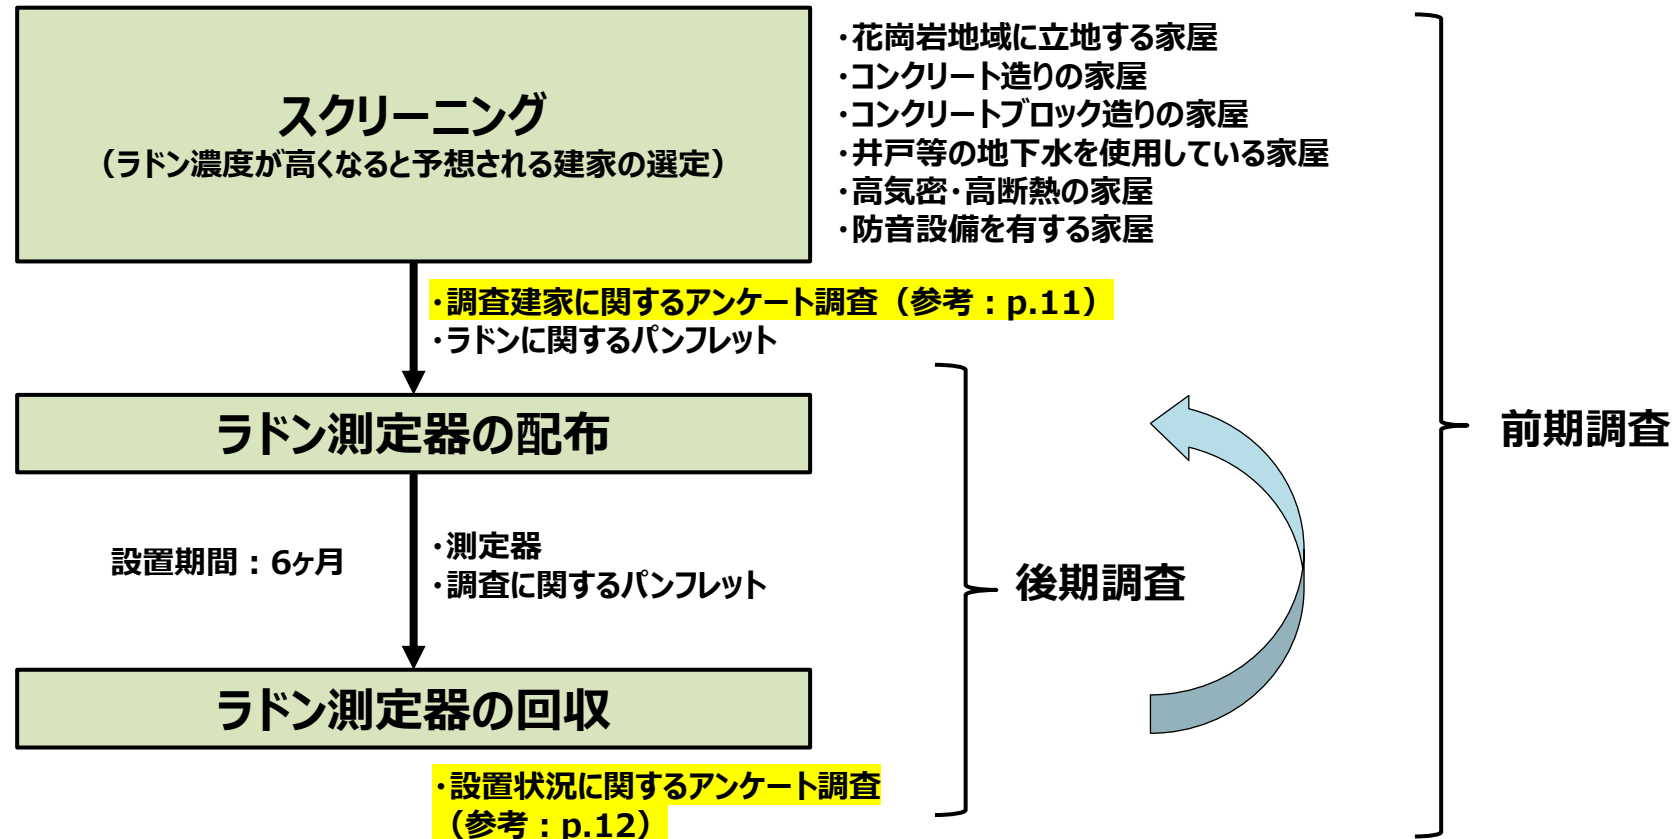 スクリーニング
（ラドン濃度が高くなると予想される建家の選定）
・花崗岩地域に立地する家屋
・コンクリート造りの家屋
・コンクリートブロック造りの家屋
・井戸等の地下水を使用している家屋
・高気密・高断熱の家屋
・防音設備を有する家屋
・調査建家に関するアンケート調査（参考：p.11）
・ラドンに関するパンフレット
ラドン測定器の配布
設置期間：6ヶ月
・測定器
・調査に関するパンフレット
ラドン測定器の回収
・設置状況に関するアンケート調査
（参考：p.12）
後期調査
前期調査